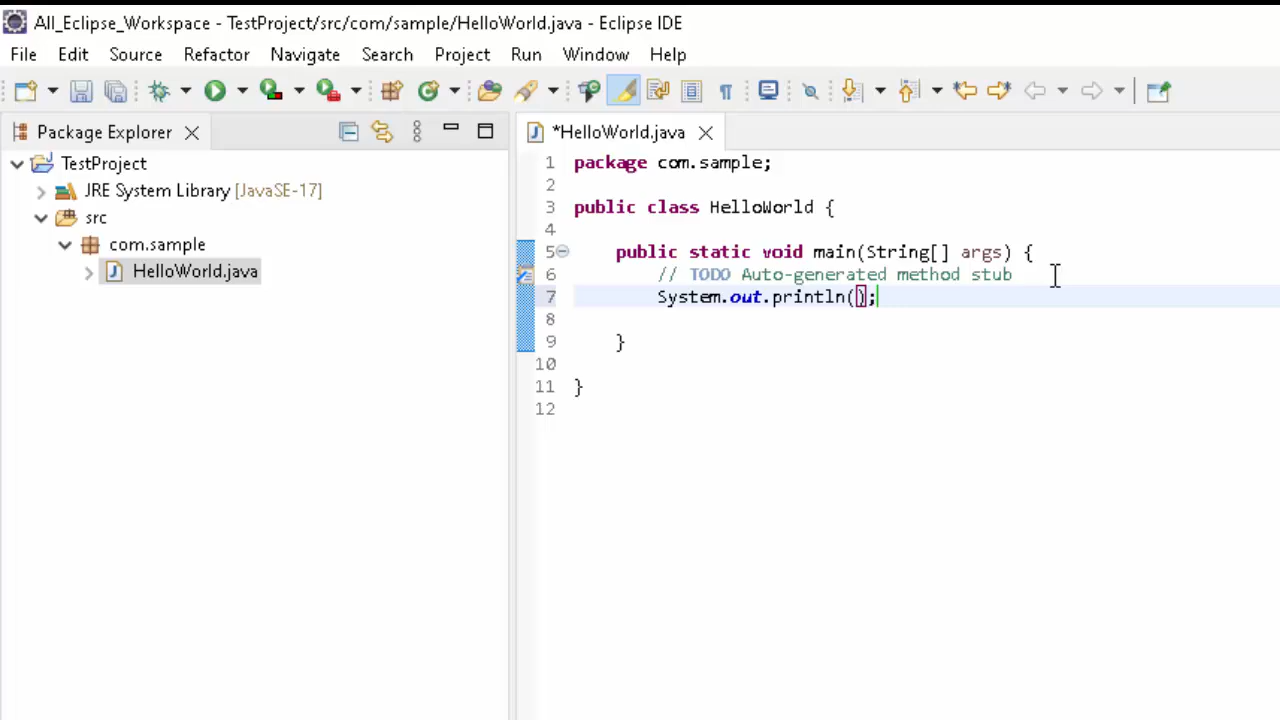 All_Eclipse_Workspace - TestProject/src/com/sample/HelloWorld.java - Eclipse IDE
File Edit Source Refactor Navigate Search Project Run Window Help
Package Explorer
TestProject
JRE System Library [JavaSE-17]
src
com.sample
HelloWorld.java
*HelloWorld.java
1 package com.sample;
2
3 public class HelloWorld {
4
5 public static void main(String[] args) {
6 // TODO Auto-generated method stub
7 System.out.println();
8
9 }
10
11 }
12